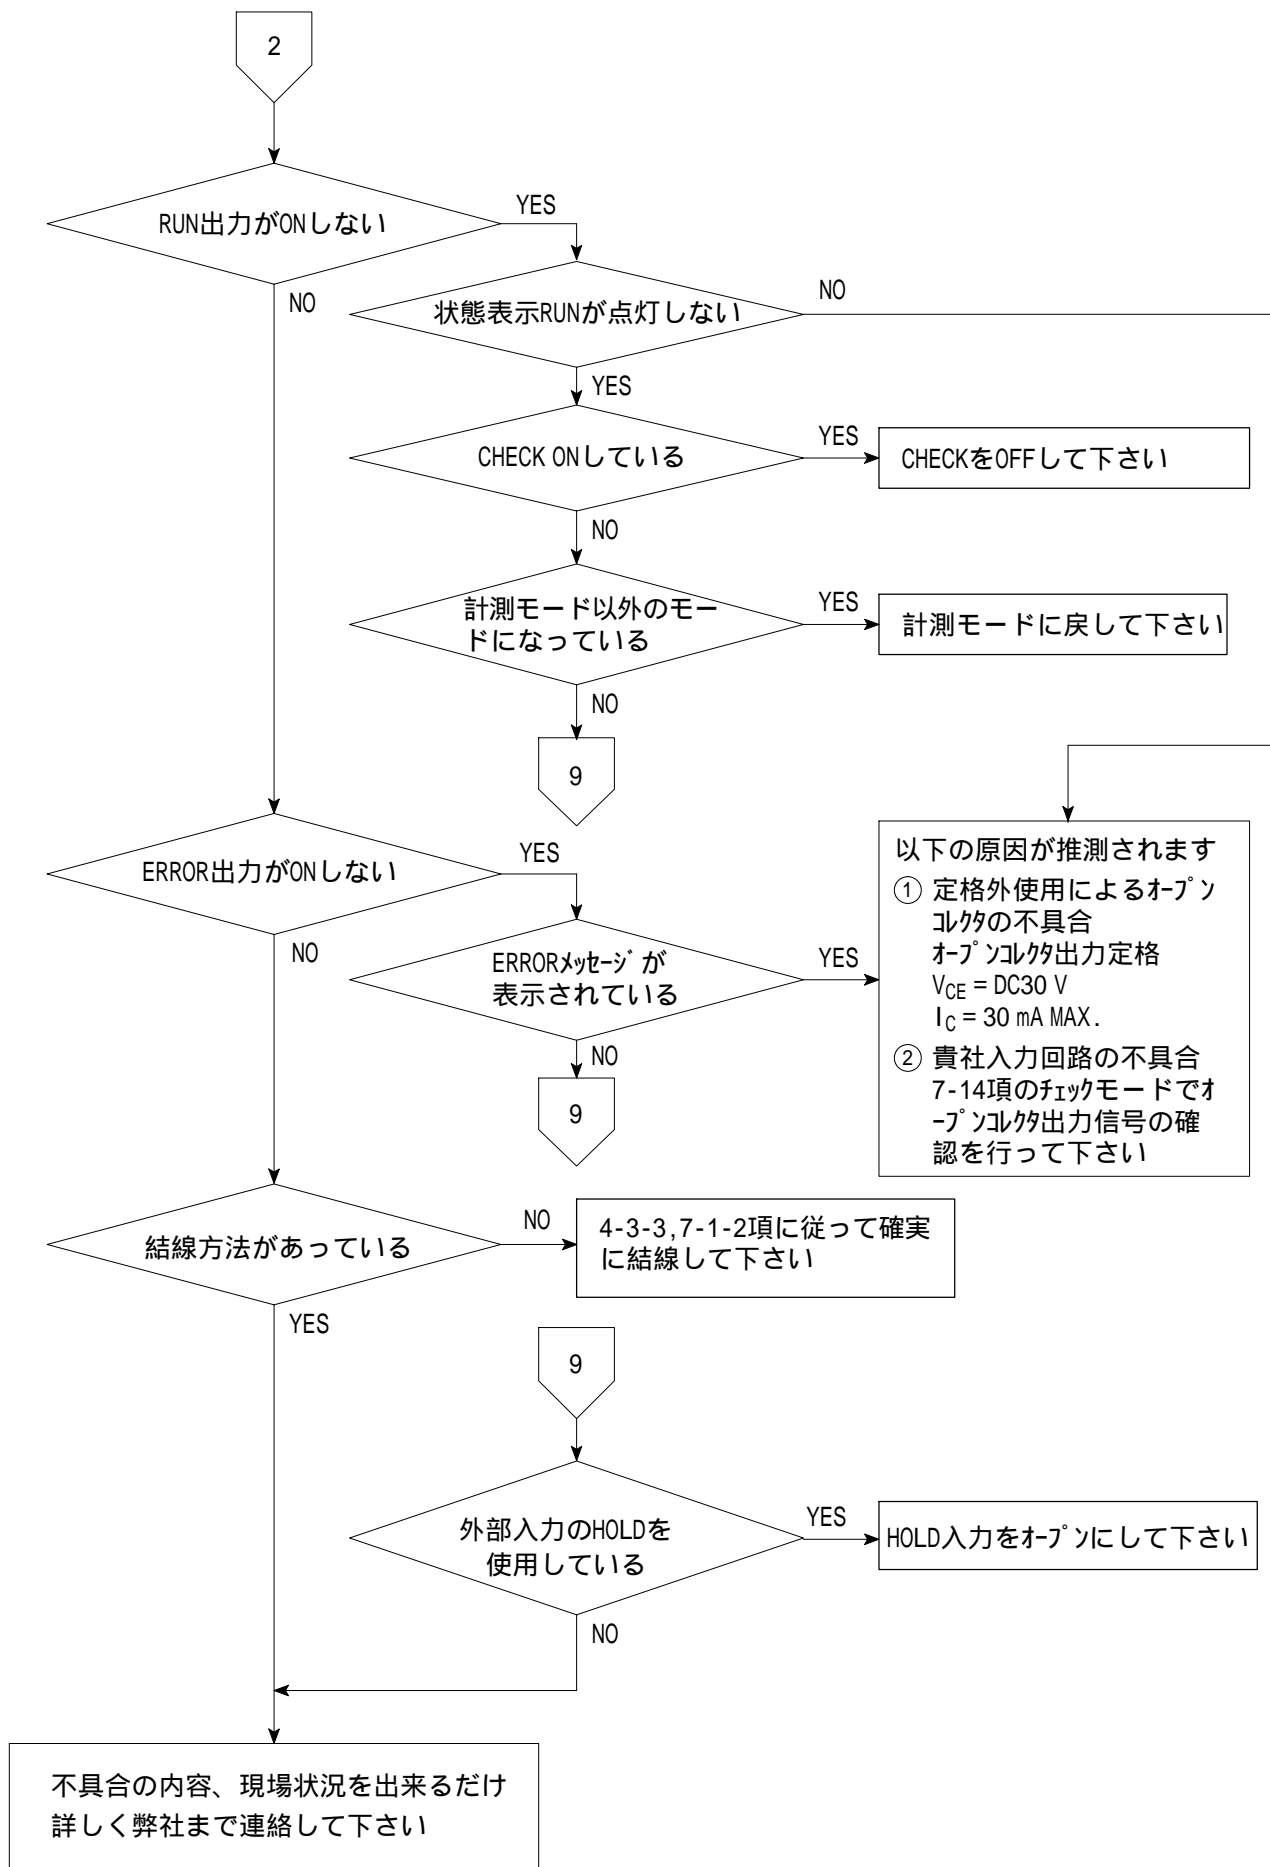 2
RUN出力がONしない
YES
NO
状態表示RUNが点灯しない
NO
YES
CHECK ONしている
YES
CHECKをOFFして下さい
NO
計測モード以外のモー
ドになっている
YES
計測モードに戻して下さい
NO
9
ERROR出力がONしない
YES
NO
ERRORメッセージが
表示されている
YES
NO
9
以下の原因が推測されます
① 定格外使用によるオープン
コレクタの不具合
オープンコレクタ出力定格
VCE = DC30 V
IC = 30 mA MAX.
② 貴社入力回路の不具合
7-14項のチェックモードでオ
ープンコレクタ出力信号の確
認を行って下さい
結線方法があっている
NO
4-3-3,7-1-2項に従って確実
に結線して下さい
YES
9
外部入力のHOLDを
使用している
YES
HOLD入力をオープンにして下さい
NO
不具合の内容、現場状況を出来るだけ
詳しく弊社まで連絡して下さい